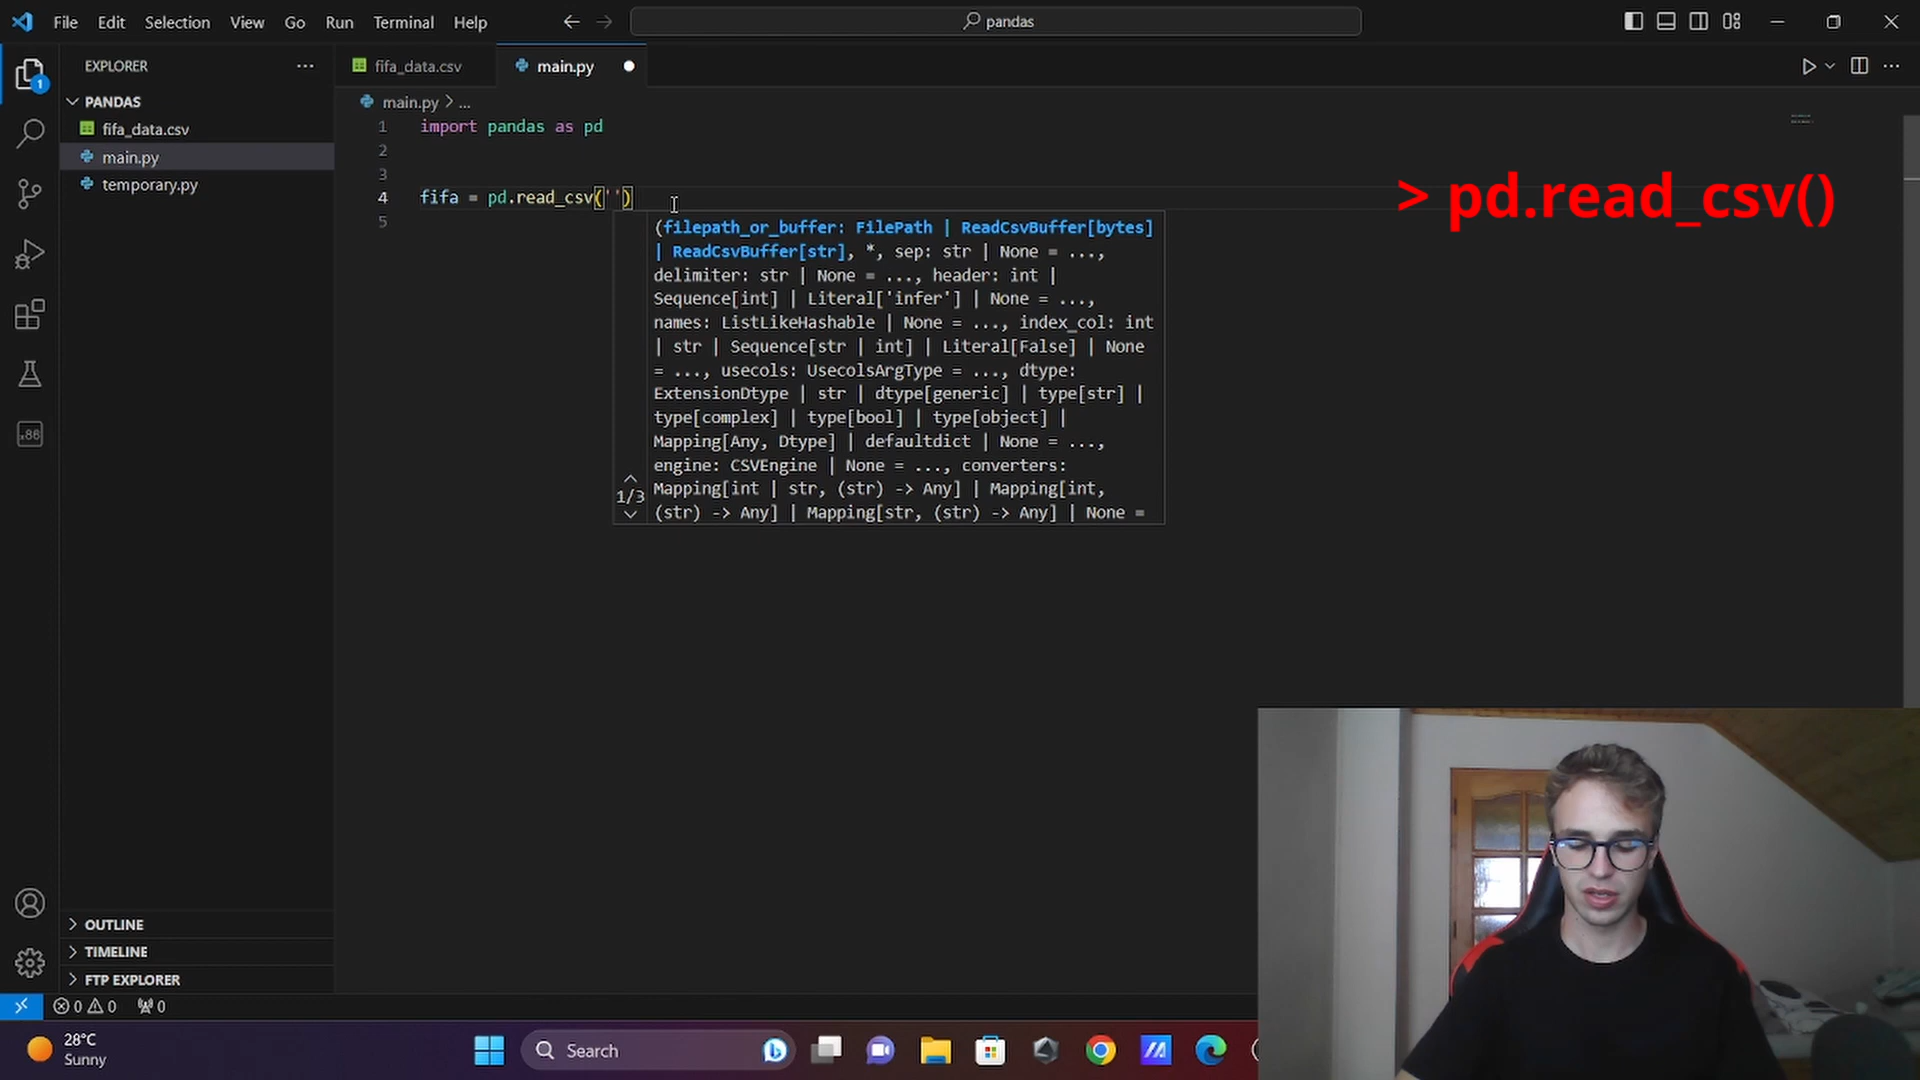 File Edit Selection View Go Run Terminal Help
pandas
EXPLORER
1
PANDAS
fifa_data.csv
main.py
temporary.py
OUTLINE
TIMELINE
FTP EXPLORER
fifa_data.csv
main.py
main.py > ...
1 import pandas as pd
2
3
4 fifa = pd.read_csv('')
5
(filepath_or_buffer: FilePath | ReadCsvBuffer[bytes]
| ReadCsvBuffer[str], *, sep: str | None = ...,
delimiter: str | None = ..., header: int |
Sequence[int] | Literal['infer'] | None = ...,
names: ListLikeHashable | None = ..., index_col: int
| str | Sequence[str | int] | Literal[False] | None
= ..., usecols: UsecolsArgType = ..., dtype:
ExtensionDtype | str | dtype[generic] | type[str] |
type[complex] | type[bool] | type[object] |
Mapping[Any, Dtype] | defaultdict | None = ...,
engine: CSVEngine | None = ..., converters:
Mapping[int | str, (str) -> Any] | Mapping[int,
(str) -> Any] | Mapping[str, (str) -> Any] | None =
1/3
> pd.read_csv()
.86
0 0 0
28°C
Sunny
Search